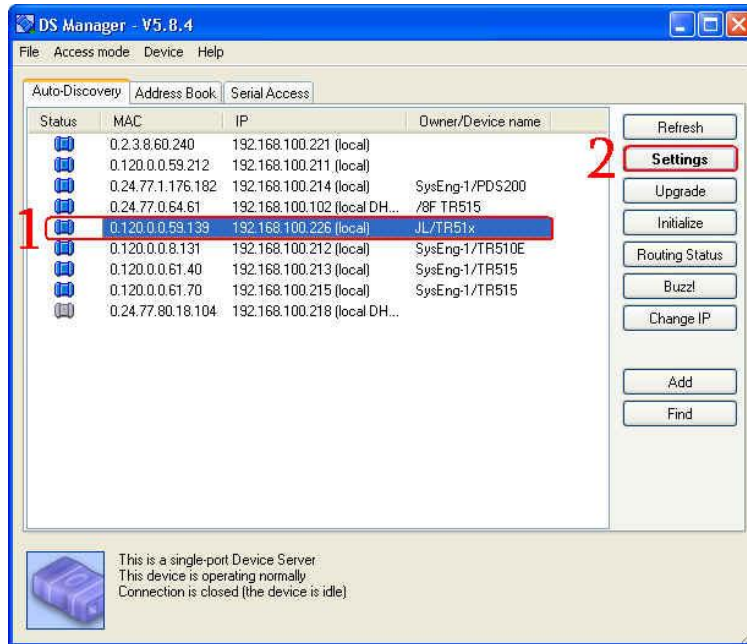 DS Manager - V5.8.4
File Access mode Device Help
Auto-Discovery Address Book Serial Access
Status MAC IP Owner/Device name
0.2.3.8.60.240 192.168.100.221 (local)
0.120.0.0.59.212 192.168.100.211 (local)
0.24.77.1.176.182 192.168.100.214 (local) SysEng-1/PDS200
0.24.77.0.64.61 192.168.100.102 (local DH... /8F TR515
1 0.120.0.0.59.139 192.168.100.226 (local) JL/TR51x
0.120.0.0.8.131 192.168.100.212 (local) SysEng-1/TR510E
0.120.0.0.61.40 192.168.100.213 (local) SysEng-1/TR515
0.120.0.0.61.70 192.168.100.215 (local) SysEng-1/TR515
0.24.77.80.18.104 192.168.100.218 (local DH...
Refresh
2 Settings
Upgrade
Initialize
Routing Status
Buzz!
Change IP
Add
Find
This is a single-port Device Server
This device is operating normally
Connection is closed (the device is idle)